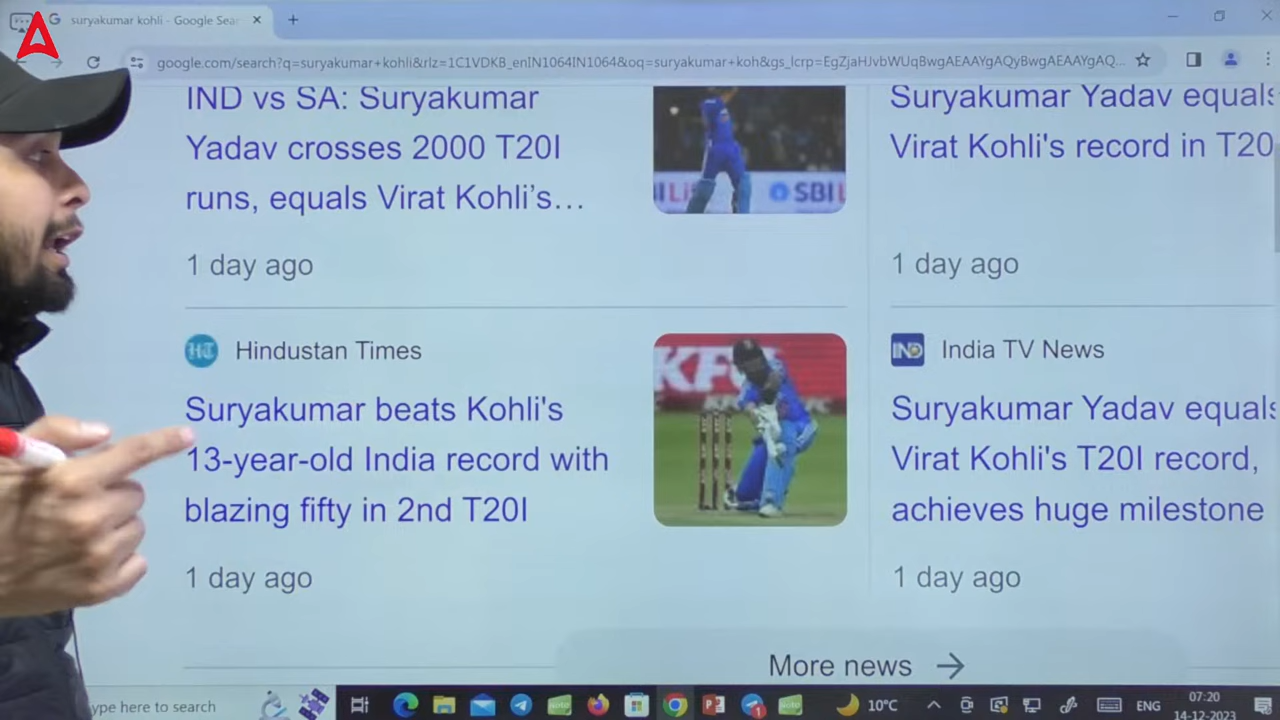 suryakumar kohli - Google Sear
google.com/search?q=suryakumar+kohli&rlz=1C1VDKB_enIN1064IN1064&oq=suryakumar+koh&gs_lcrp=EgZjaHJvbWUqBwgAEAAYgAQyBwgAEAAYgAQ...
IND vs SA: Suryakumar
Yadav crosses 2000 T20I
runs, equals Virat Kohli’s...
1 day ago
SBI
Suryakumar Yadav equals
Virat Kohli's record in T20
1 day ago
HT
Hindustan Times
Suryakumar beats Kohli's
13-year-old India record with
blazing fifty in 2nd T20I
1 day ago
KFC
IND
India TV News
Suryakumar Yadav equals
Virat Kohli's T20I record,
achieves huge milestone
1 day ago
More news
ype here to search
10°C
ENG
07:20
14-12-2023